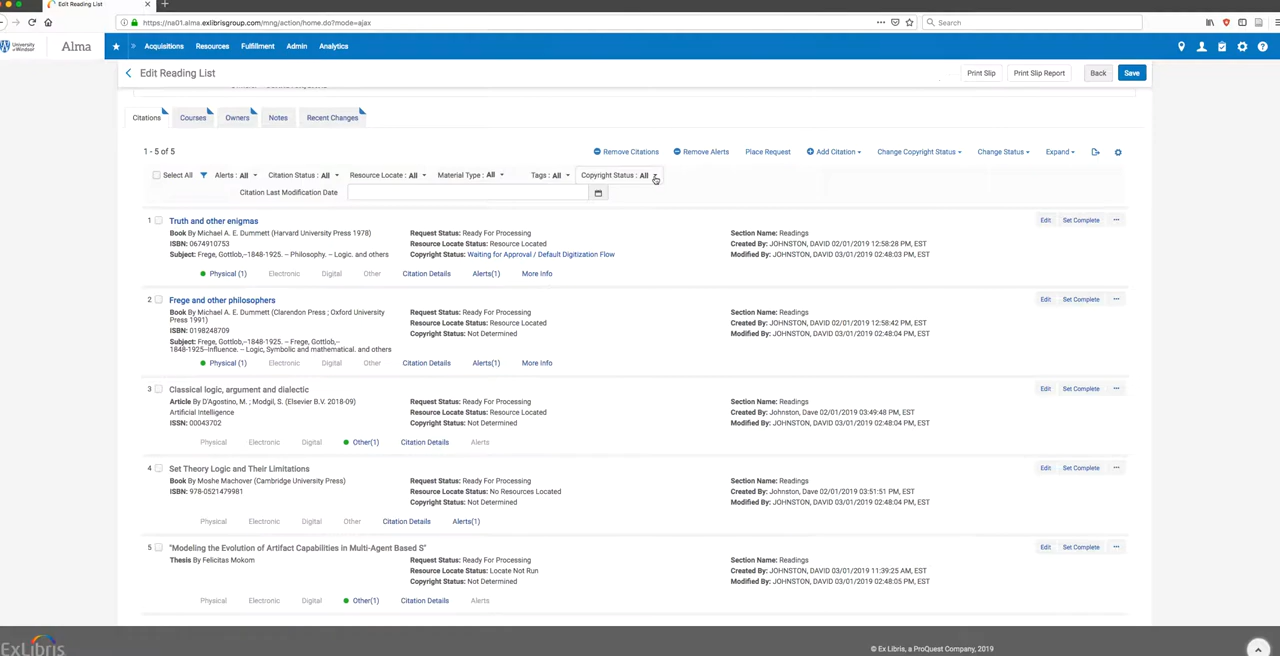 Edit Reading List
https://na01.alma.exlibrisgroup.com/mng/action/home.do?mode=ajax
Search
University of Windsor
Alma
Acquisitions Resources Fulfillment Admin Analytics
Edit Reading List
Print Slip Print Slip Report Back Save
Citations Courses Owners Notes Recent Changes
1 - 5 of 5
Remove Citations Remove Alerts Place Request Add Citation Change Copyright Status Change Status Expand
Select All Alerts : All Citation Status : All Resource Locate : All Material Type : All Tags : All Copyright Status : All
Citation Last Modification Date
1 Truth and other enigmas
Book By Michael A. E. Dummett (Harvard University Press 1978)
ISBN: 0674910753
Subject: Frege, Gottlob,-1848-1925. -- Philosophy. -- Logic. and others
Request Status: Ready For Processing
Resource Locate Status: Resource Located
Copyright Status: Waiting for Approval / Default Digitization Flow
Section Name: Readings
Created By: JOHNSTON, DAVID 02/01/2019 12:58:28 PM, EST
Modified By: JOHNSTON, DAVID 03/01/2019 02:48:03 PM, EST
Edit Set Complete ...
Physical (1) Electronic Digital Other Citation Details Alerts(1) More Info
2 Frege and other philosophers
Book By Michael A. E. Dummett (Clarendon Press ; Oxford University
Press 1991)
ISBN: 0198248709
Subject: Frege, Gottlob,--1848-1925. -- Frege, Gottlob,--
1848-1925-Influence. -- Logic, Symbolic and mathematical. and others
Request Status: Ready For Processing
Resource Locate Status: Resource Located
Copyright Status: Not Determined
Section Name: Readings
Created By: JOHNSTON, DAVID 02/01/2019 12:58:42 PM, EST
Modified By: JOHNSTON, DAVID 03/01/2019 02:48:04 PM, EST
Edit Set Complete ...
Physical (1) Electronic Digital Other Citation Details Alerts(1) More Info
3 Classical logic, argument and dialectic
Article By D'Agostino, M. ; Modgil, S. (Elsevier B.V. 2018-09)
Artificial Intelligence
ISSN: 00043702
Request Status: Ready For Processing
Resource Locate Status: Resource Located
Copyright Status: Not Determined
Section Name: Readings
Created By: Johnston, Dave 02/01/2019 03:49:48 PM, EST
Modified By: JOHNSTON, DAVID 03/01/2019 02:48:04 PM, EST
Edit Set Complete ...
Physical Electronic Digital Other(1) Citation Details Alerts
4 Set Theory Logic and Their Limitations
Book By Moshe Machover (Cambridge University Press)
ISBN: 978-0521479981
Request Status: Ready For Processing
Resource Locate Status: No Resources Located
Copyright Status: Not Determined
Section Name: Readings
Created By: Johnston, Dave 02/01/2019 03:51:51 PM, EST
Modified By: JOHNSTON, DAVID 03/01/2019 02:48:04 PM, EST
Edit Set Complete ...
Physical Electronic Digital Other Citation Details Alerts(1)
5 "Modeling the Evolution of Artifact Capabilities in Multi-Agent Based S"
Thesis By Felicitas Mokom
Request Status: Ready For Processing
Resource Locate Status: Locate Not Run
Copyright Status: Not Determined
Section Name: Readings
Created By: JOHNSTON, DAVID 03/01/2019 11:39:25 AM, EST
Modified By: JOHNSTON, DAVID 03/01/2019 02:48:05 PM, EST
Edit Set Complete ...
Physical Electronic Digital Other(1) Citation Details Alerts
ExLibris
© Ex Libris, a ProQuest Company, 2019